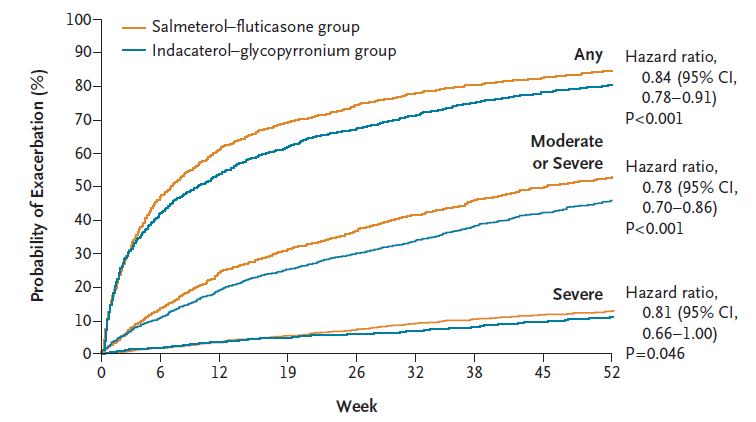 Salmeterol–fluticasone group
Indacaterol–glycopyrronium group
Probability of Exacerbation (%)
100
90
80
70
60
50
40
30
20
10
0
Any
Hazard ratio,
0.84 (95% CI,
0.78–0.91)
P<0.001
Moderate
or Severe
Hazard ratio,
0.78 (95% CI,
0.70–0.86)
P<0.001
Severe
Hazard ratio,
0.81 (95% CI,
0.66–1.00)
P=0.046
0 6 12 19 26 32 38 45 52
Week